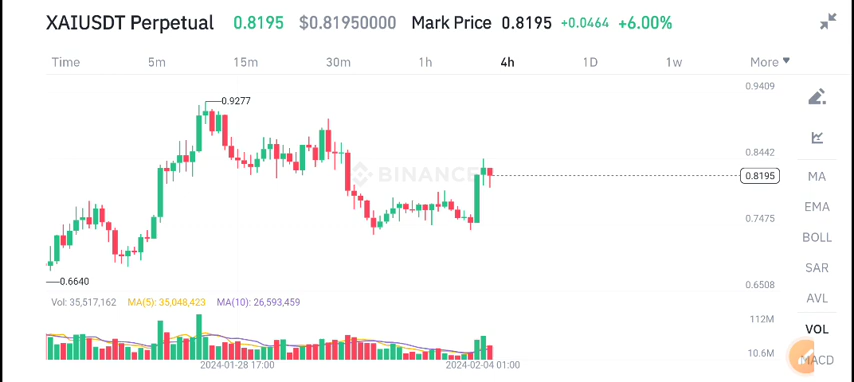 XAIUSDT Perpetual 0.8195 $0.81950000 Mark Price 0.8195 +0.0464 +6.00%
Time 5m 15m 30m 1h 4h 1D 1w More
0.9409
0.9277
0.8442
BINANCE
0.8195
MA
EMA
0.7475
BOLL
SAR
0.6640
0.6508
AVL
Vol: 35,517,162 MA(5): 35,048,423 MA(10): 26,593,459
112M
VOL
10.6M
MACD
2024-01-28 17:00 2024-02-04 01:00